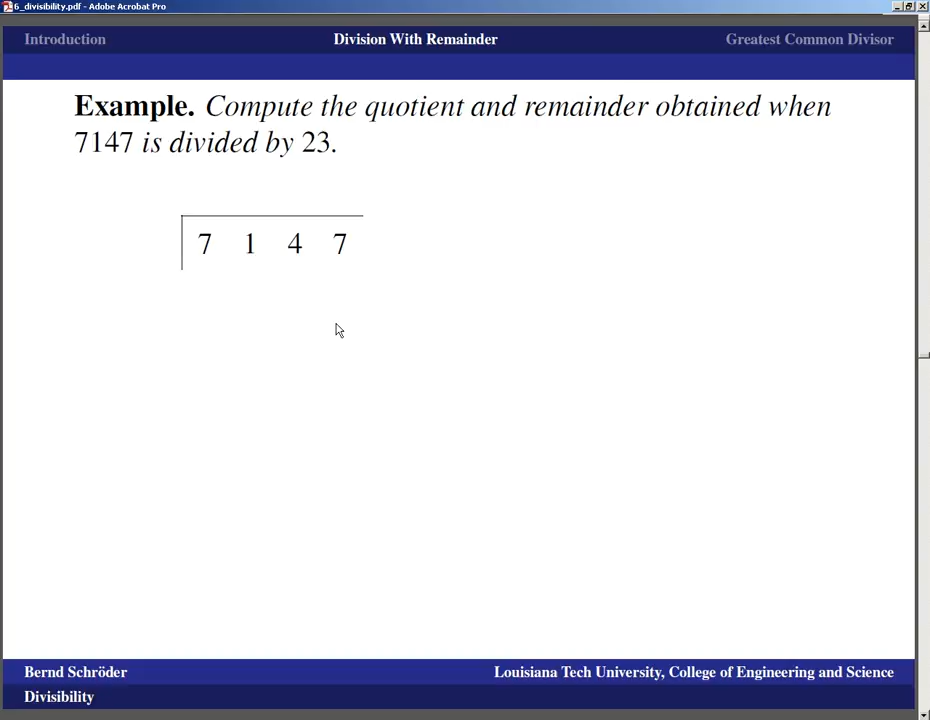 6_divisibility.pdf - Adobe Acrobat Pro
Introduction Division With Remainder Greatest Common Divisor
Example. Compute the quotient and remainder obtained when
7147 is divided by 23.
7 1 4 7
Bernd Schröder Louisiana Tech University, College of Engineering and Science
Divisibility